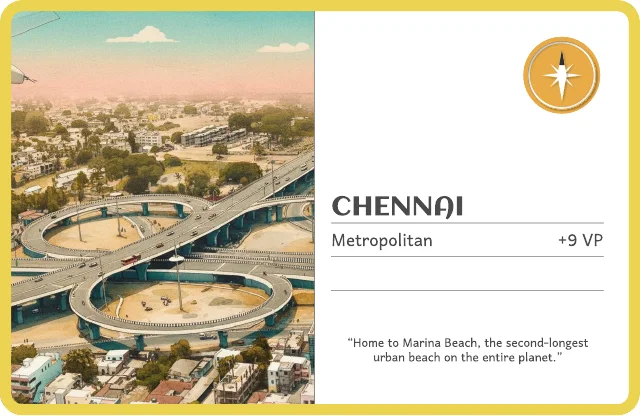 CHENNAI
Metropolitan +9 VP
“Home to Marina Beach, the second-longest
urban beach on the entire planet.”